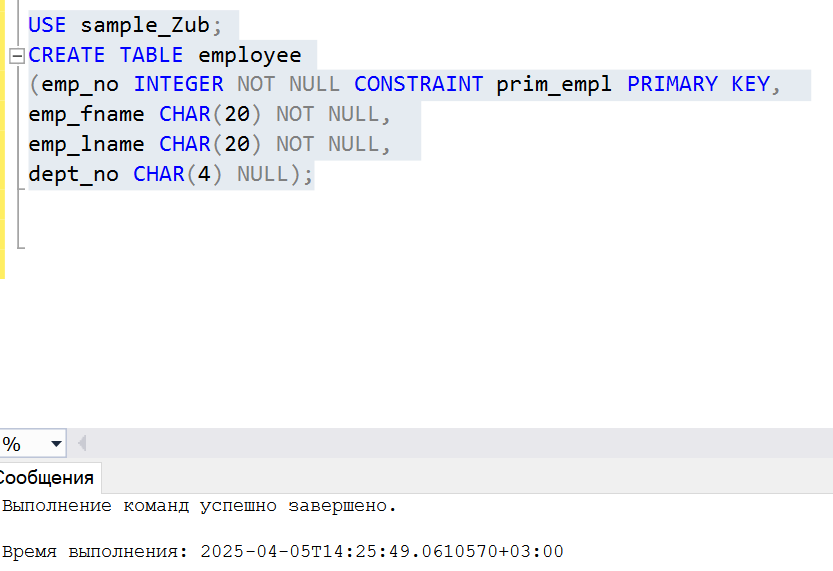 USE sample_Zub;
CREATE TABLE employee
(emp_no INTEGER NOT NULL CONSTRAINT prim_empl PRIMARY KEY,
emp_fname CHAR(20) NOT NULL,
emp_lname CHAR(20) NOT NULL,
dept_no CHAR(4) NULL);
%
Сообщения
Выполнение команд успешно завершено.
Время выполнения: 2025-04-05T14:25:49.0610570+03:00